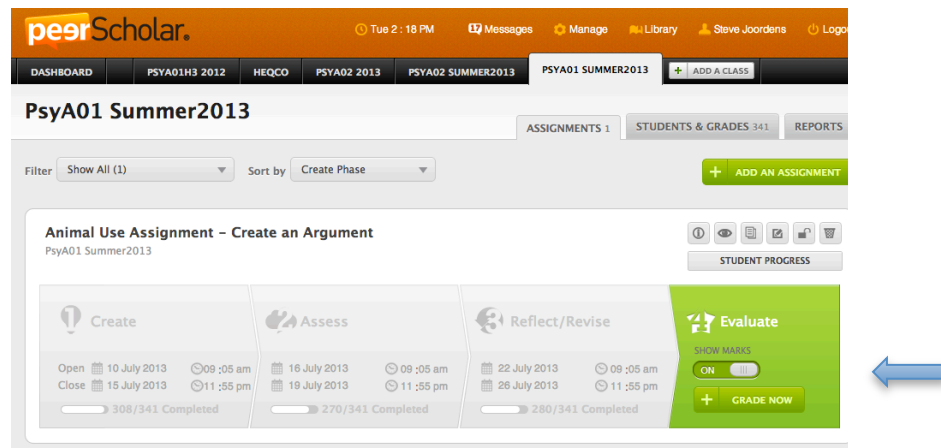 peerScholar.
Tue 2 : 18 PM Messages Manage Library Steve Joordens Logou
DASHBOARD PSYA01H3 2012 HEQCO PSYA02 2013 PSYA02 SUMMER2013 PSYA01 SUMMER2013 + ADD A CLASS
PsyA01 Summer2013
ASSIGNMENTS 1 STUDENTS & GRADES 341 REPORTS
Filter Show All (1) Sort by Create Phase + ADD AN ASSIGNMENT
Animal Use Assignment – Create an Argument
PsyA01 Summer2013
STUDENT PROGRESS
1 Create 2 Assess 3 Reflect/Revise 4 Evaluate
SHOW MARKS
Open 10 July 2013 09 :05 am 16 July 2013 09 :05 am 22 July 2013 09 :05 am ON
Close 15 July 2013 11 :55 pm 19 July 2013 11 :55 pm 26 July 2013 11 :55 pm
308/341 Completed 270/341 Completed 280/341 Completed + GRADE NOW